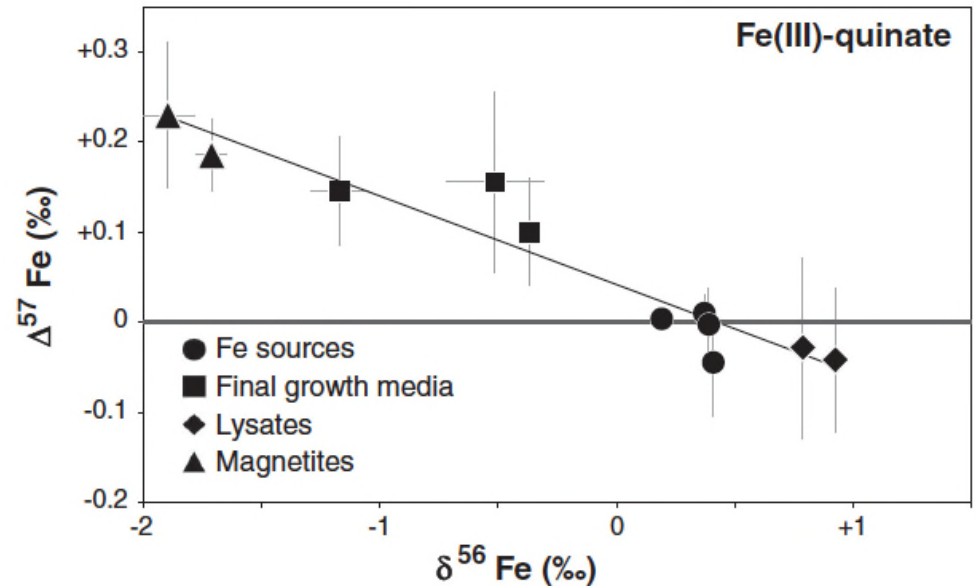 Fe(III)-quinate
+0.3
+0.2
+0.1
0
-0.1
-0.2
Δ⁵⁷ Fe (‰)
Fe sources
Final growth media
Lysates
Magnetites
-2 -1 0 +1
δ⁵⁶ Fe (‰)